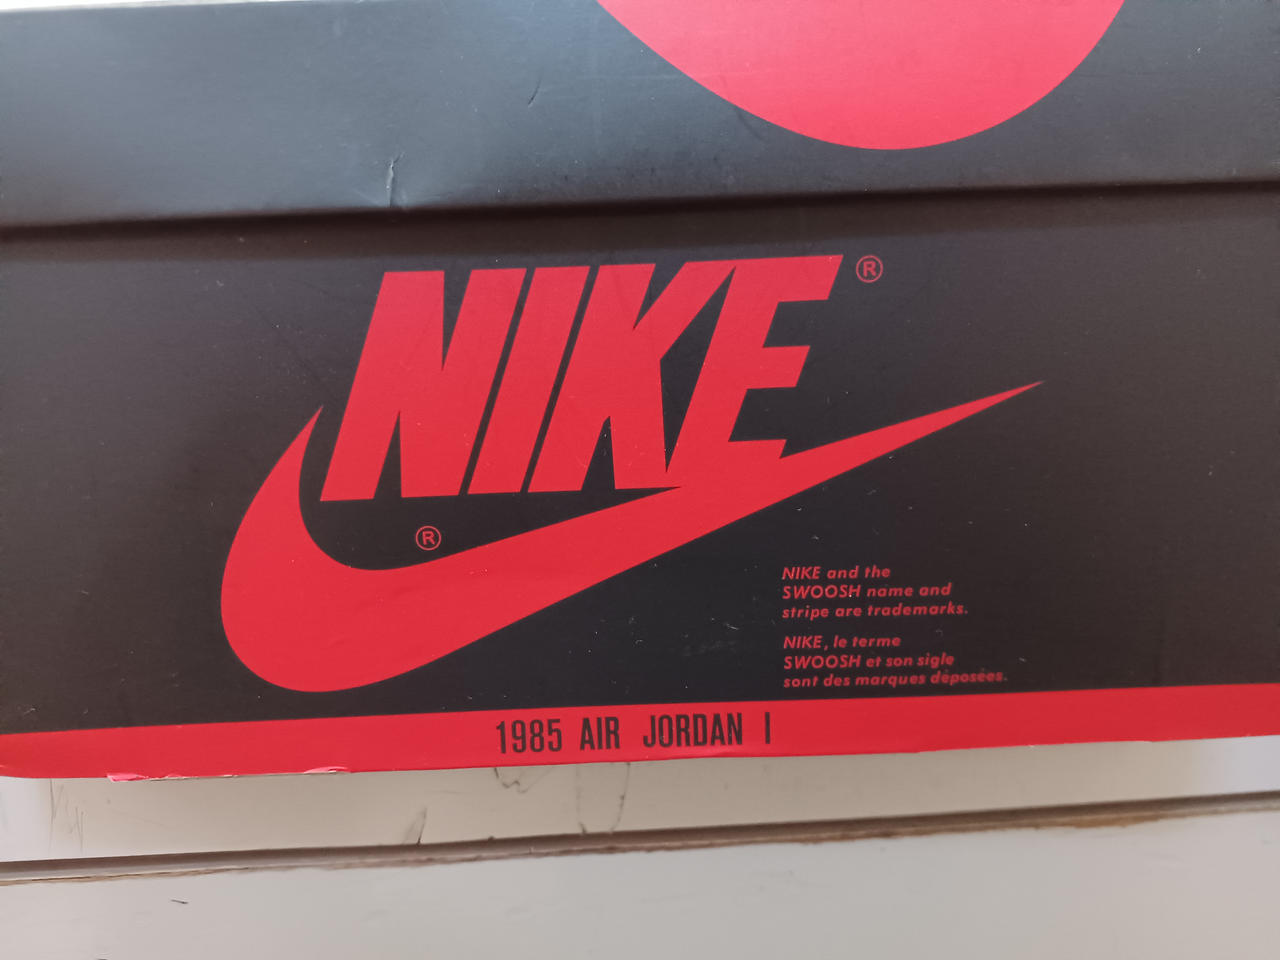 NIKE ®
®
NIKE and the
SWOOSH name and
stripe are trademarks.
NIKE, le terme
SWOOSH et son sigle
sont des marques déposées.
1985 AIR JORDAN I